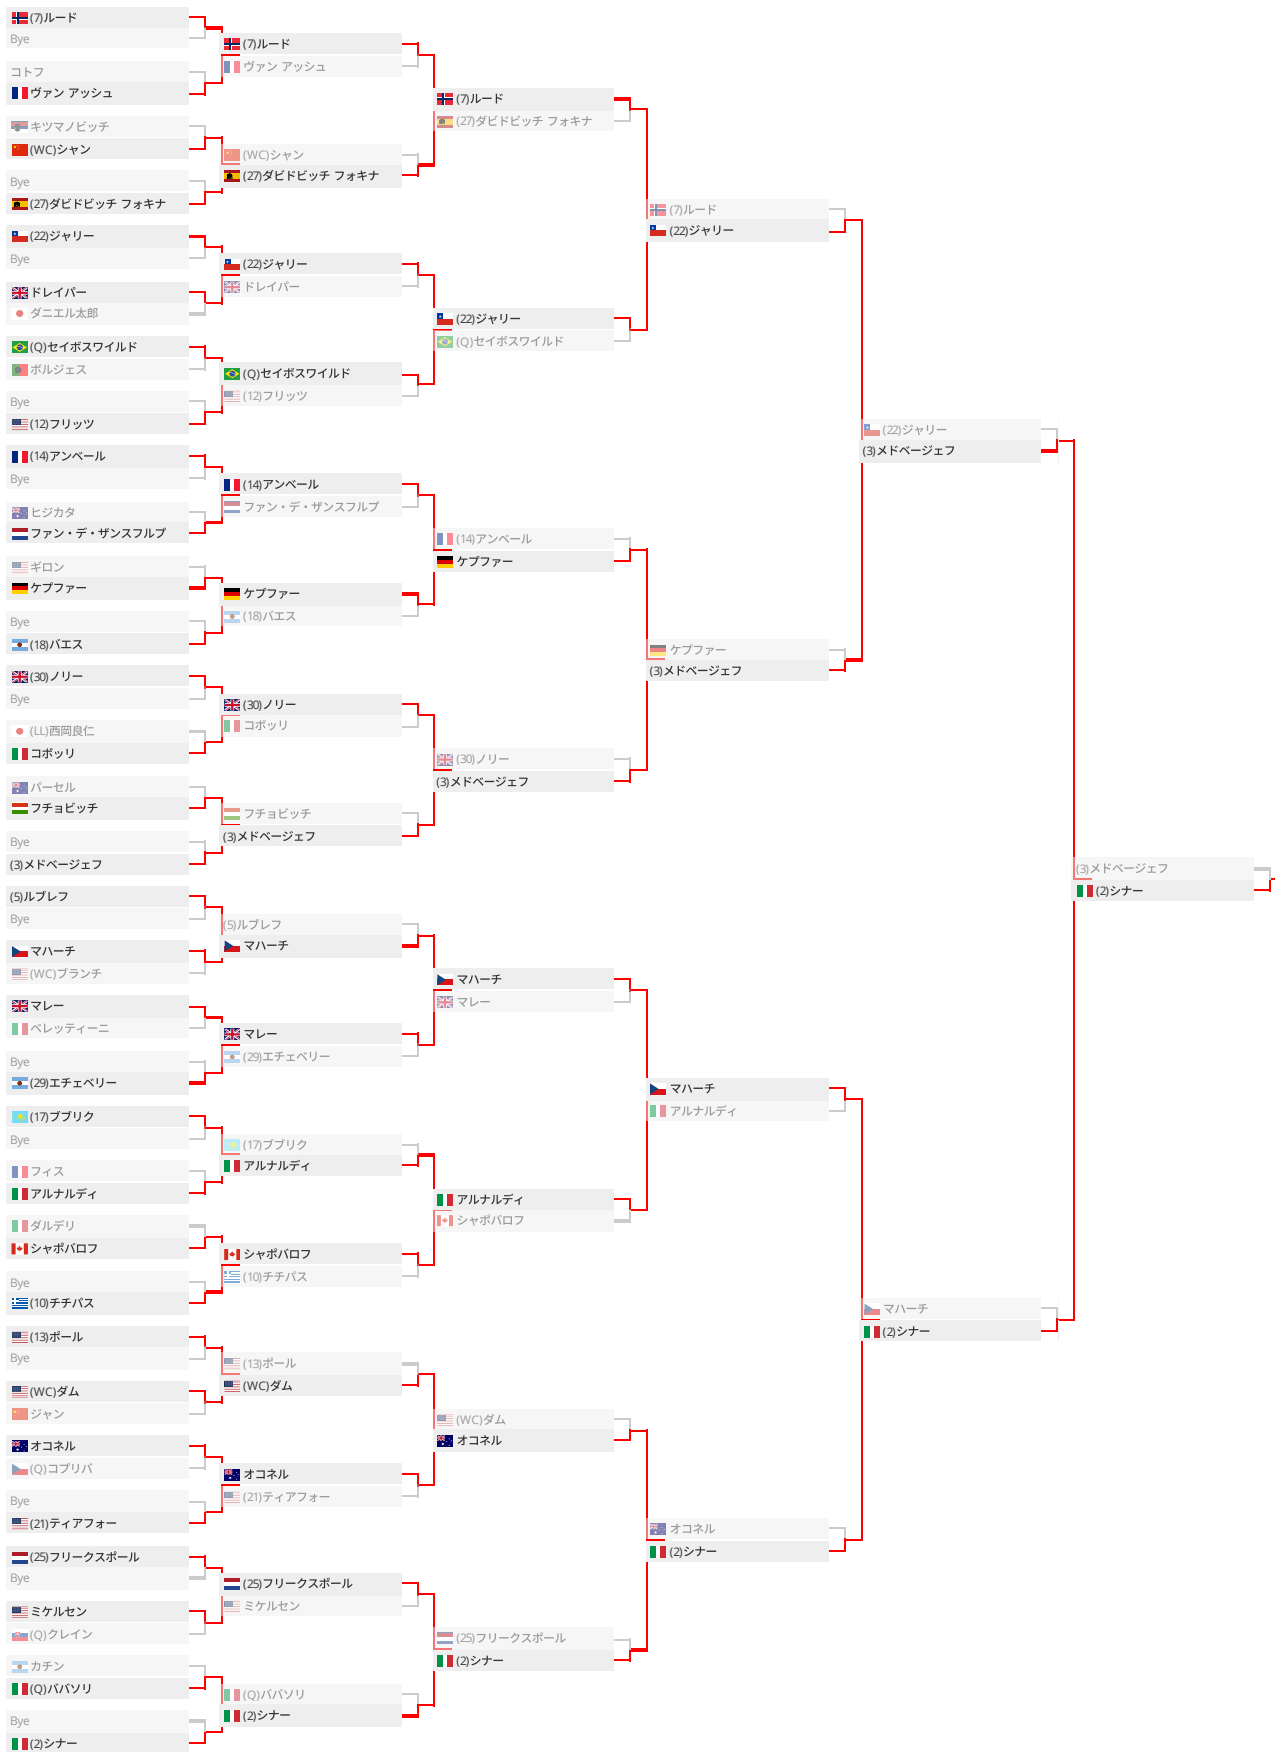 (7)ルード
Bye
コトフ
ヴァン アッシュ
キツマノビッチ
(WC)シャン
Bye
(27)ダビドビッチ フォキナ
(22)ジャリー
Bye
ドレイパー
ダニエル太郎
(Q)セイボスワイルド
ボルジェス
Bye
(12)フリッツ
(14)アンベール
Bye
ヒジカタ
ファン・デ・ザンスフルプ
ギロン
ケプファー
Bye
(18)バエス
(30)ノリー
Bye
(LL)西岡良仁
コボッリ
パーセル
フチョビッチ
Bye
(3)メドベージェフ
(5)ルブレフ
Bye
マハーチ
(WC)ブランチ
マレー
ベレッティーニ
Bye
(29)エチェベリー
(17)ブブリク
Bye
フィス
アルナルディ
ダルデリ
シャポバロフ
Bye
(10)チチパス
(13)ポール
Bye
(WC)ダム
ジャン
オコネル
(Q)コプリバ
Bye
(21)ティアフォー
(25)フリークスポール
Bye
ミケルセン
(Q)クレイン
カチン
(Q)ババソリ
Bye
(2)シナー
(7)ルード
ヴァン アッシュ
(WC)シャン
(27)ダビドビッチ フォキナ
(22)ジャリー
ドレイパー
(Q)セイボスワイルド
(12)フリッツ
(14)アンベール
ファン・デ・ザンスフルプ
ケプファー
(18)バエス
(30)ノリー
コボッリ
フチョビッチ
(3)メドベージェフ
(5)ルブレフ
マハーチ
マレー
(29)エチェベリー
(17)ブブリク
アルナルディ
シャポバロフ
(10)チチパス
(13)ポール
(WC)ダム
オコネル
(21)ティアフォー
(25)フリークスポール
ミケルセン
(Q)ババソリ
(2)シナー
(7)ルード
(27)ダビドビッチ フォキナ
(22)ジャリー
(Q)セイボスワイルド
(14)アンベール
ケプファー
(30)ノリー
(3)メドベージェフ
マハーチ
マレー
アルナルディ
シャポバロフ
(WC)ダム
オコネル
(25)フリークスポール
(2)シナー
(7)ルード
(22)ジャリー
ケプファー
(3)メドベージェフ
マハーチ
アルナルディ
オコネル
(2)シナー
(22)ジャリー
(3)メドベージェフ
マハーチ
(2)シナー
(3)メドベージェフ
(2)シナー